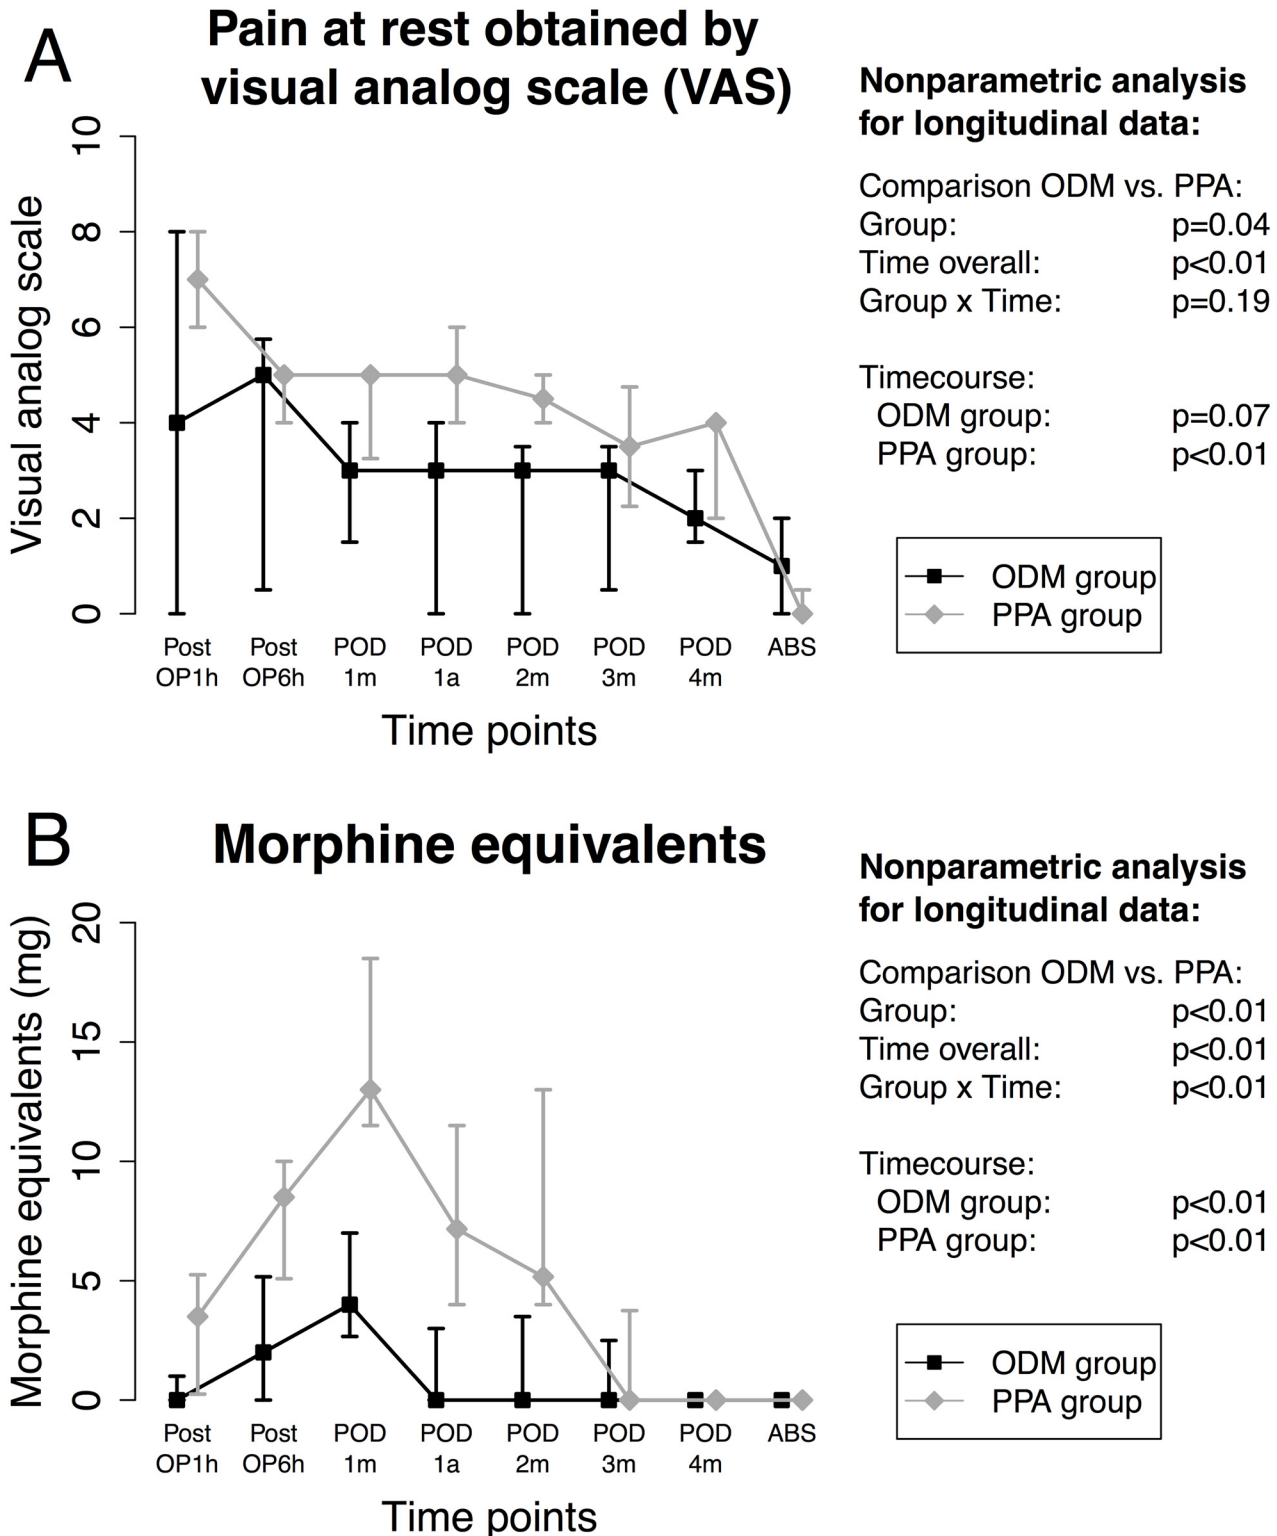 A
Pain at rest obtained by
visual analog scale (VAS)
Nonparametric analysis
for longitudinal data:
Comparison ODM vs. PPA:
Group: p=0.04
Time overall: p<0.01
Group x Time: p=0.19
Timecourse:
ODM group: p=0.07
PPA group: p<0.01
ODM group
PPA group
Visual analog scale
10
8
6
4
2
0
Post Post POD POD POD POD POD ABS
OP1h OP6h 1m 1a 2m 3m 4m
Time points
B
Morphine equivalents
Nonparametric analysis
for longitudinal data:
Comparison ODM vs. PPA:
Group: p<0.01
Time overall: p<0.01
Group x Time: p<0.01
Timecourse:
ODM group: p<0.01
PPA group: p<0.01
ODM group
PPA group
Morphine equivalents (mg)
20
15
10
5
0
Post Post POD POD POD POD POD ABS
OP1h OP6h 1m 1a 2m 3m 4m
Time points